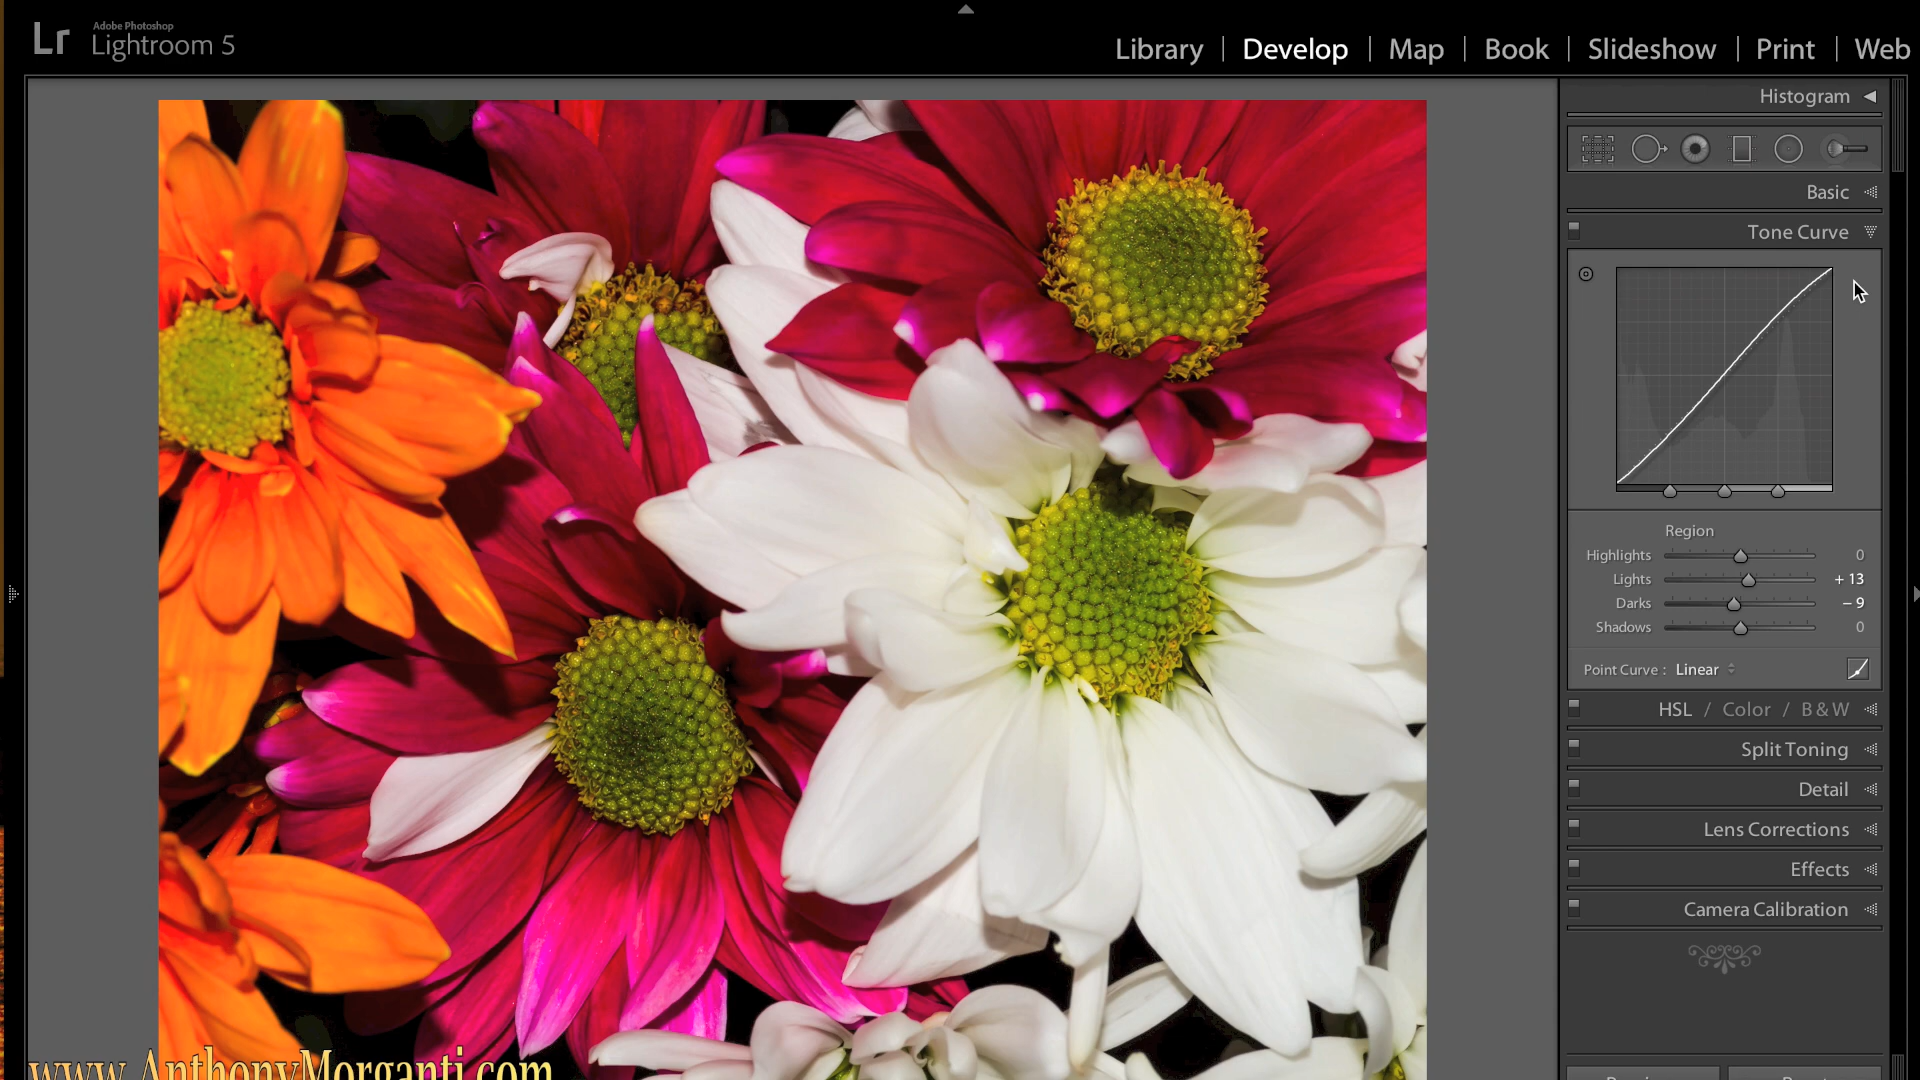 Lr Adobe Photoshop
Lightroom 5
Library | Develop | Map | Book | Slideshow | Print | Web
Histogram
Basic
Tone Curve
Region
Highlights 0
Lights + 13
Darks – 9
Shadows 0
Point Curve : Linear
HSL / Color / B & W
Split Toning
Detail
Lens Corrections
Effects
Camera Calibration
www.AnthonyMorganti.com